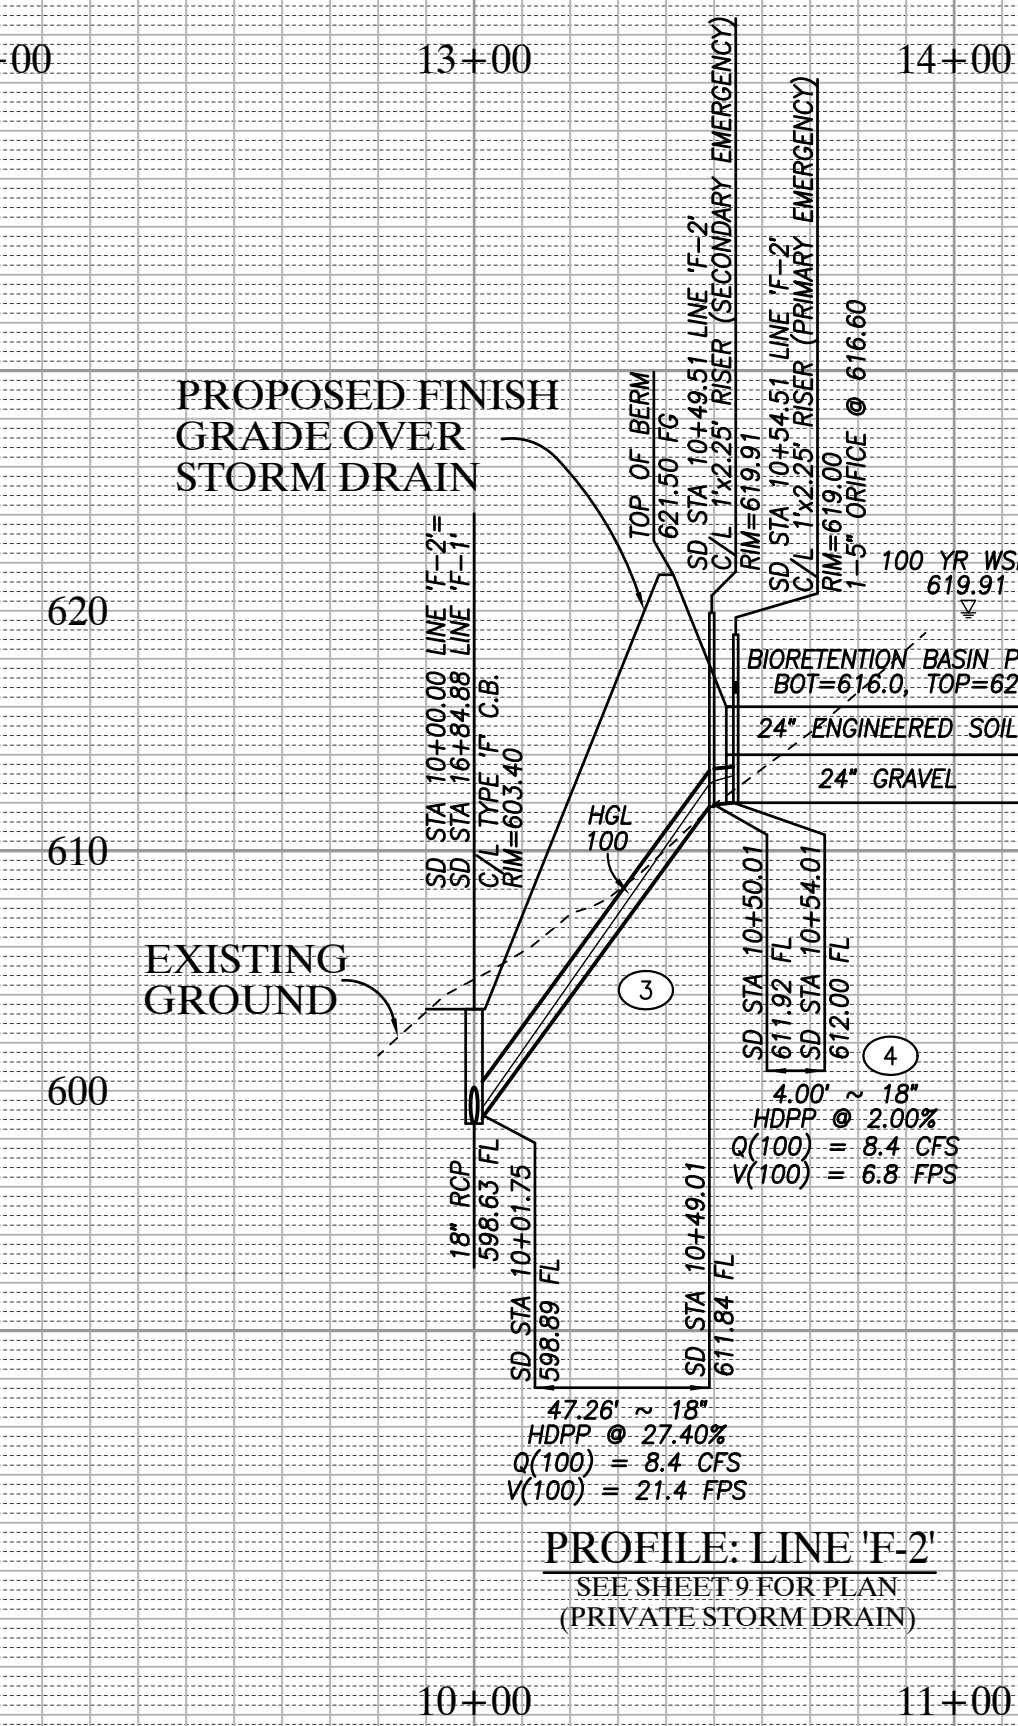 -00
13+00
14+00
PROPOSED FINISH
GRADE OVER
STORM DRAIN
TOP OF BERM
621.50 FG
SD STA 10+49.51 LINE 'F-2'
C/L 1'x2.25' RISER (SECONDARY EMERGENCY)
RIM=619.91
SD STA 10+54.51 LINE 'F-2'
C/L 1'x2.25' RISER (PRIMARY EMERGENCY)
RIM=619.00
1-5" ORIFICE @ 616.60
100 YR WS
619.91
SD STA 10+00.00 LINE 'F-2'=
SD STA 16+84.88 LINE 'F-1'
C/L TYPE 'F' C.B.
RIM=603.40
620
BIORETENTION BASIN P
BOT=616.0, TOP=62
24" ENGINEERED SOIL
24" GRAVEL
HGL
100
610
EXISTING
GROUND
3
SD STA 10+50.01
611.92 FL
SD STA 10+54.01
612.00 FL
4
600
4.00' ~ 18"
HDPP @ 2.00%
Q(100) = 8.4 CFS
V(100) = 6.8 FPS
18" RCP
598.63 FL
SD STA 10+01.75
598.89 FL
SD STA 10+49.01
611.84 FL
47.26' ~ 18"
HDPP @ 27.40%
Q(100) = 8.4 CFS
V(100) = 21.4 FPS
PROFILE: LINE 'F-2'
SEE SHEET 9 FOR PLAN
(PRIVATE STORM DRAIN)
10+00
11+00